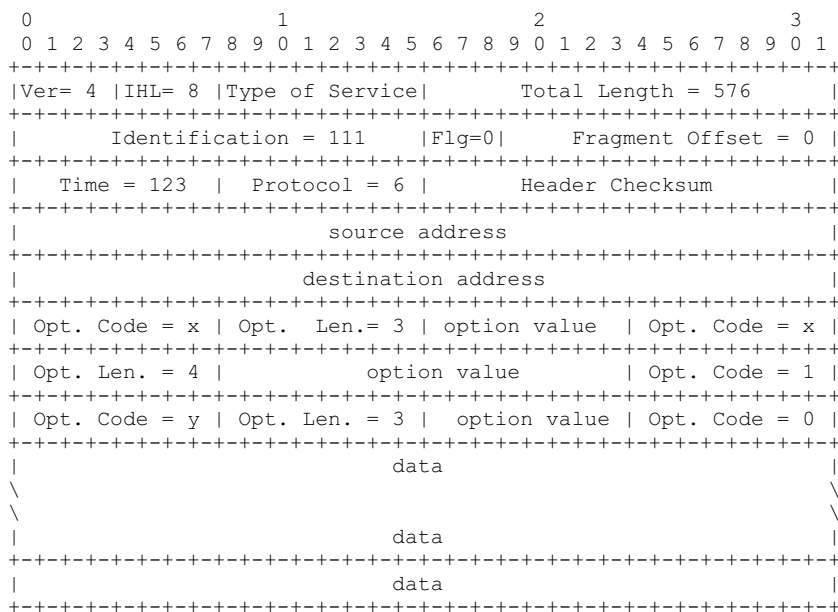 0                   1                   2                   3
 0 1 2 3 4 5 6 7 8 9 0 1 2 3 4 5 6 7 8 9 0 1 2 3 4 5 6 7 8 9 0 1
+-+-+-+-+-+-+-+-+-+-+-+-+-+-+-+-+-+-+-+-+-+-+-+-+-+-+-+-+-+-+-+-+
|Ver= 4 |IHL= 8 |Type of Service|       Total Length = 576      |
+-+-+-+-+-+-+-+-+-+-+-+-+-+-+-+-+-+-+-+-+-+-+-+-+-+-+-+-+-+-+-+-+
|       Identification = 111    |Flg=0|     Fragment Offset = 0 |
+-+-+-+-+-+-+-+-+-+-+-+-+-+-+-+-+-+-+-+-+-+-+-+-+-+-+-+-+-+-+-+-+
|   Time = 123  |  Protocol = 6 |       Header Checksum         |
+-+-+-+-+-+-+-+-+-+-+-+-+-+-+-+-+-+-+-+-+-+-+-+-+-+-+-+-+-+-+-+-+
|                        source address                         |
+-+-+-+-+-+-+-+-+-+-+-+-+-+-+-+-+-+-+-+-+-+-+-+-+-+-+-+-+-+-+-+-+
|                      destination address                      |
+-+-+-+-+-+-+-+-+-+-+-+-+-+-+-+-+-+-+-+-+-+-+-+-+-+-+-+-+-+-+-+-+
| Opt. Code = x | Opt.  Len.= 3 | option value  | Opt. Code = x |
+-+-+-+-+-+-+-+-+-+-+-+-+-+-+-+-+-+-+-+-+-+-+-+-+-+-+-+-+-+-+-+-+
| Opt. Len. = 4 |           option value        | Opt. Code = 1 |
+-+-+-+-+-+-+-+-+-+-+-+-+-+-+-+-+-+-+-+-+-+-+-+-+-+-+-+-+-+-+-+-+
| Opt. Code = y | Opt. Len. = 3 |  option value | Opt. Code = 0 |
+-+-+-+-+-+-+-+-+-+-+-+-+-+-+-+-+-+-+-+-+-+-+-+-+-+-+-+-+-+-+-+-+
|                             data                              |
\                                                               \
\                                                               \
|                             data                              |
+-+-+-+-+-+-+-+-+-+-+-+-+-+-+-+-+-+-+-+-+-+-+-+-+-+-+-+-+-+-+-+-+
|                             data                              |
+-+-+-+-+-+-+-+-+-+-+-+-+-+-+-+-+-+-+-+-+-+-+-+-+-+-+-+-+-+-+-+-+